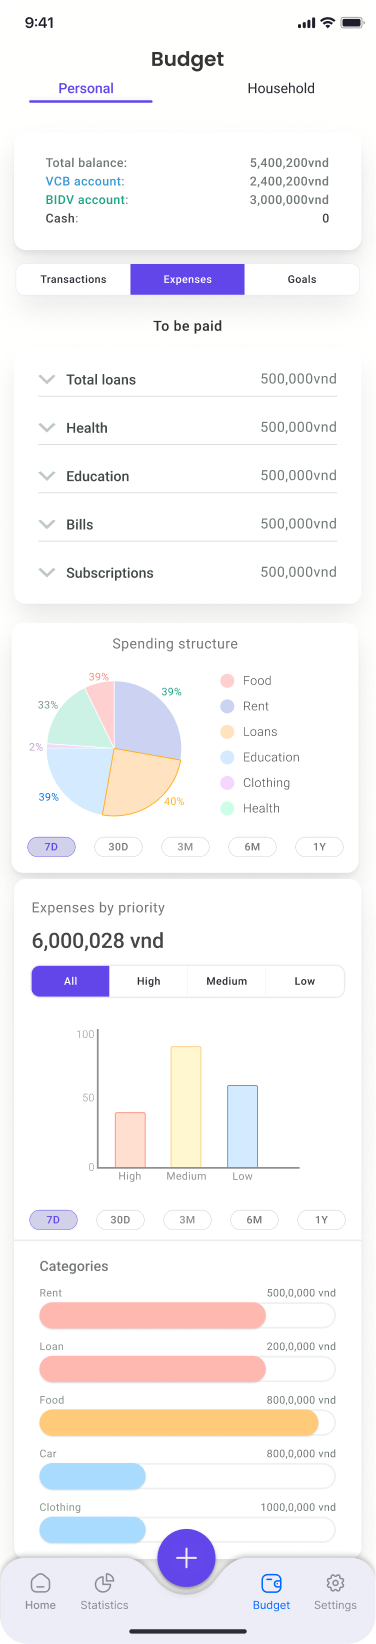 9:41
Budget
Personal Household
Total balance: 5,400,200vnd
VCB account: 2,400,200vnd
BIDV account: 3,000,000vnd
Cash: 0
Transactions Expenses Goals
To be paid
Total loans 500,000vnd
Health 500,000vnd
Education 500,000vnd
Bills 500,000vnd
Subscriptions 500,000vnd
Spending structure
39%
39%
33%
2%
39%
40%
Food
Rent
Loans
Education
Clothing
Health
7D 30D 3M 6M 1Y
Expenses by priority
6,000,028 vnd
All High Medium Low
100
50
0
High Medium Low
7D 30D 3M 6M 1Y
Categories
Rent 500,0,000 vnd
Loan 200,0,000 vnd
Food 800,0,000 vnd
Car 800,0,000 vnd
Clothing 1000,0,000 vnd
Home Statistics Budget Settings